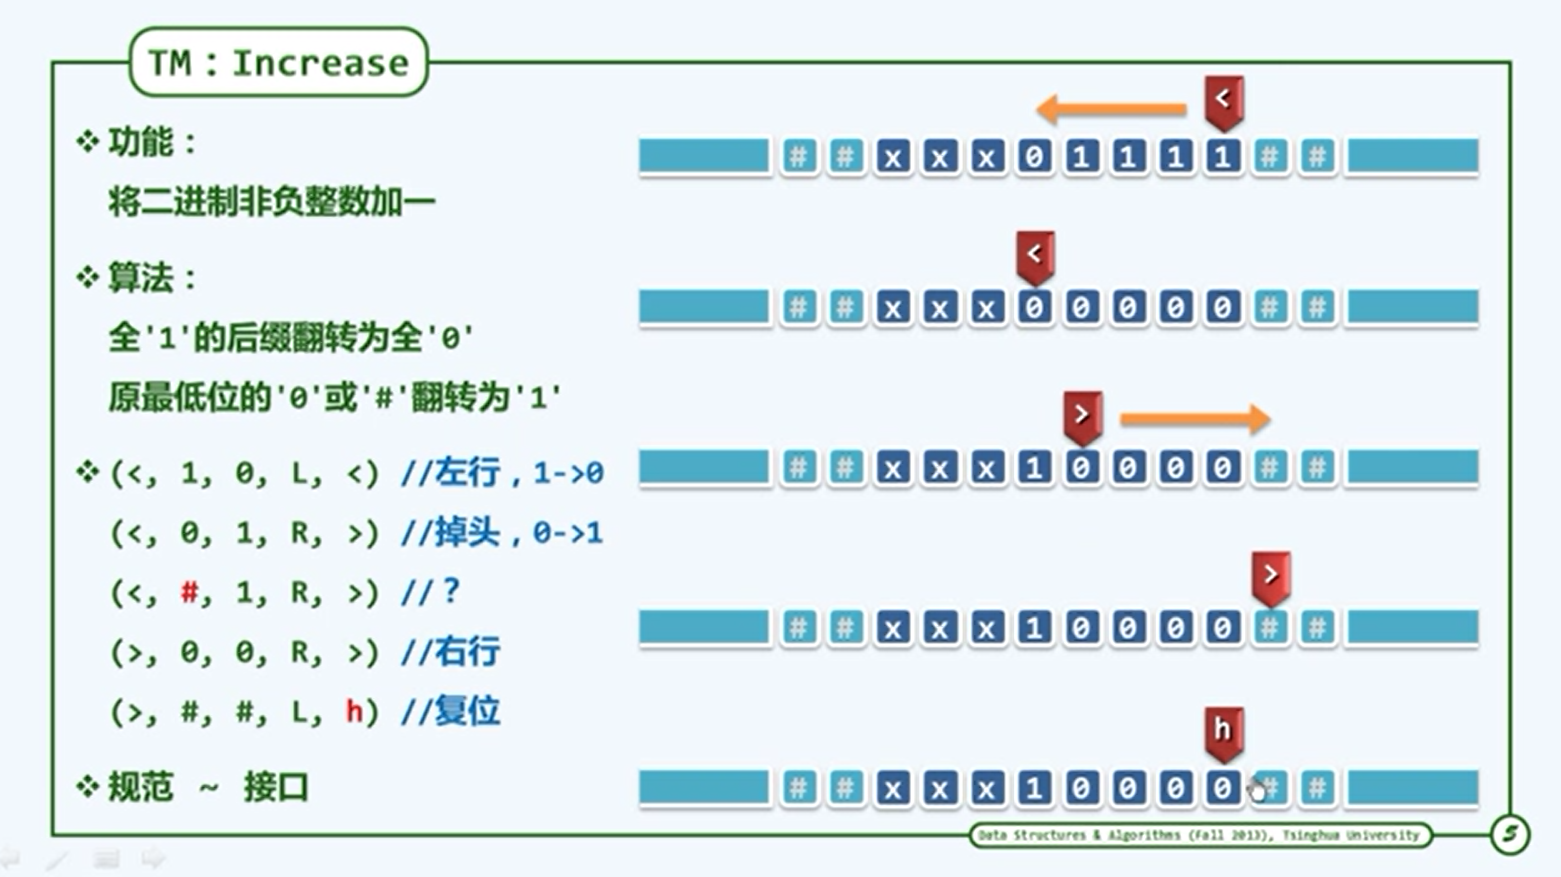 TM：Increase
❖ 功能：
将二进制非负整数加一
❖ 算法：
全'1'的后缀翻转为全'0'
原最低位的'0'或'#'翻转为'1'
❖ (<, 1, 0, L, <) //左行，1->0
(<, 0, 1, R, >) //掉头，0->1
(<, #, 1, R, >) //？
(>, 0, 0, R, >) //右行
(>, #, #, L, h) //复位
❖ 规范 ~ 接口
<
# # x x x 0 1 1 1 1 # #
<
# # x x x 0 0 0 0 0 # #
>
# # x x x 1 0 0 0 0 # #
>
# # x x x 1 0 0 0 0 # #
h
# # x x x 1 0 0 0 0 # #
Data Structures & Algorithms (Fall 2013), Tsinghua University
5